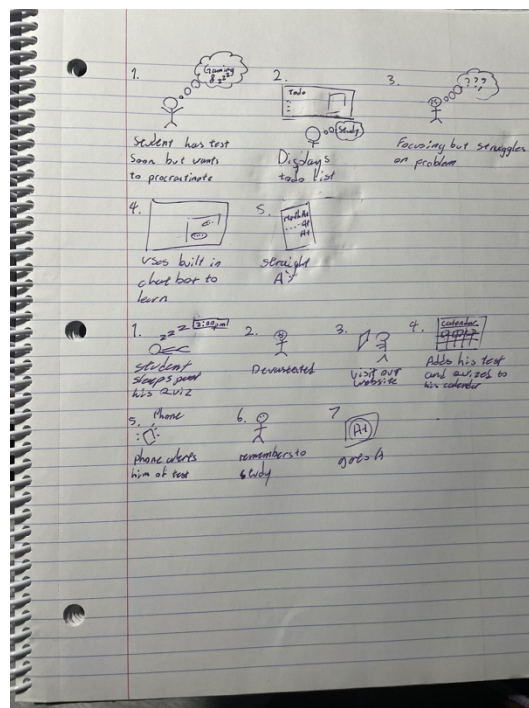 1.
Gaming
& zzz
Student has test
soon but wants
to procrastinate
2.
Todo
Study
Displays
todo list
3.
???
Focusing but struggles
on problem
4.
Uses built in
chat bot to
learn
5.
Math A+
A+
A+
straight
A's
1.
zzz 2:00pm
student
sleeps past
his quiz
2.
Devastated
3.
visit our
website
4.
calendar
Adds his test
and quizes to
his calendar
5. Phone
phone alerts
him of test
6.
remembers to
study
7
A+
gets A